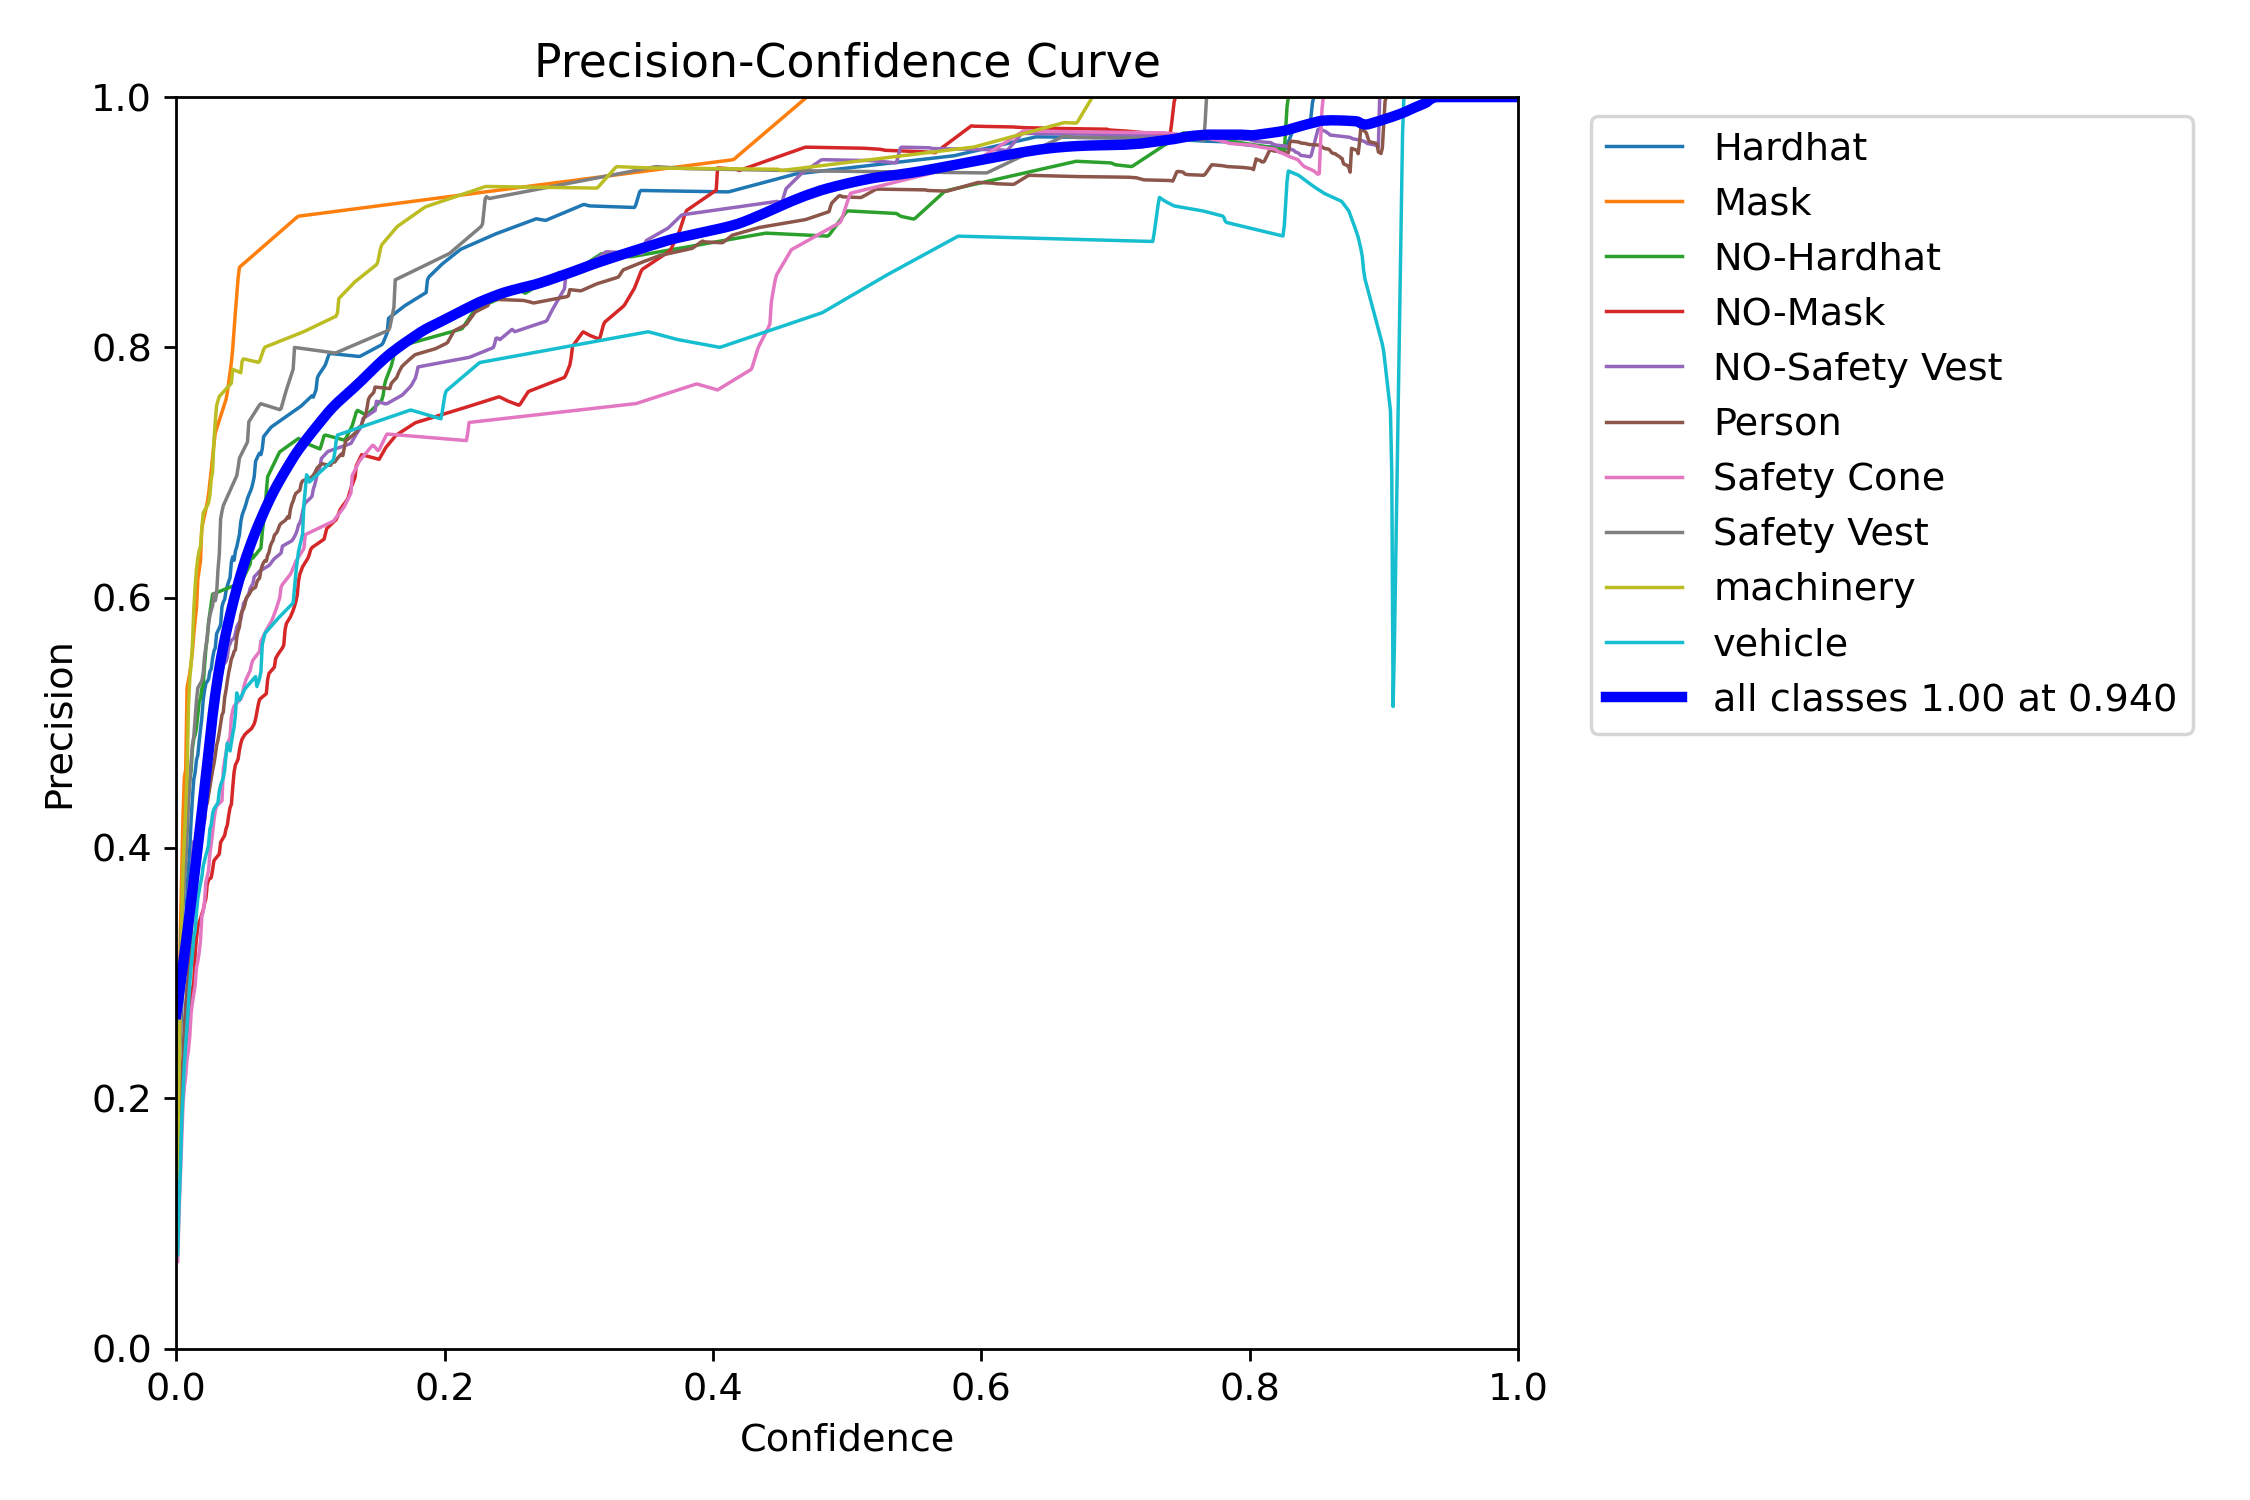 Precision-Confidence Curve
1.0
0.8
0.6
0.4
0.2
0.0
Precision
0.0 0.2 0.4 0.6 0.8 1.0
Confidence
Hardhat
Mask
NO-Hardhat
NO-Mask
NO-Safety Vest
Person
Safety Cone
Safety Vest
machinery
vehicle
all classes 1.00 at 0.940